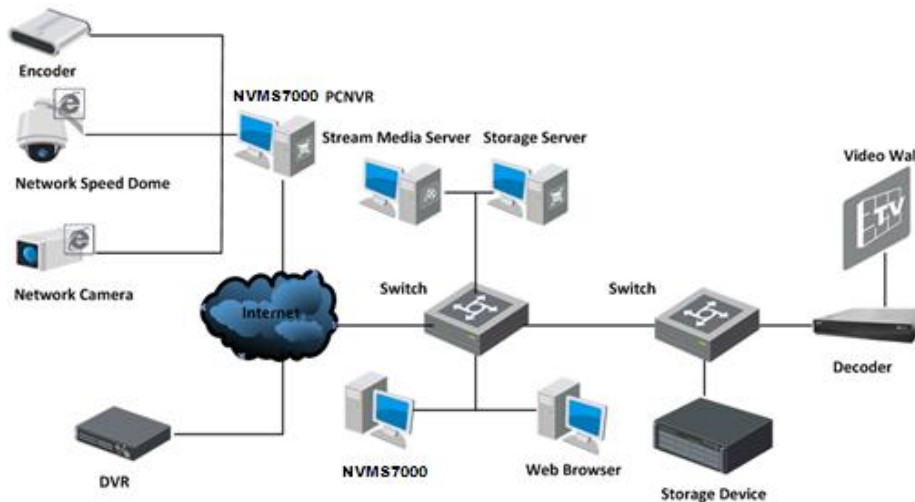 Encoder
NVMS7000 PCNVR
Stream Media Server
Storage Server
Video Wal
Network Speed Dome
TV
Network Camera
Switch
Switch
Internet
Decoder
DVR
NVMS7000
Web Browser
Storage Device